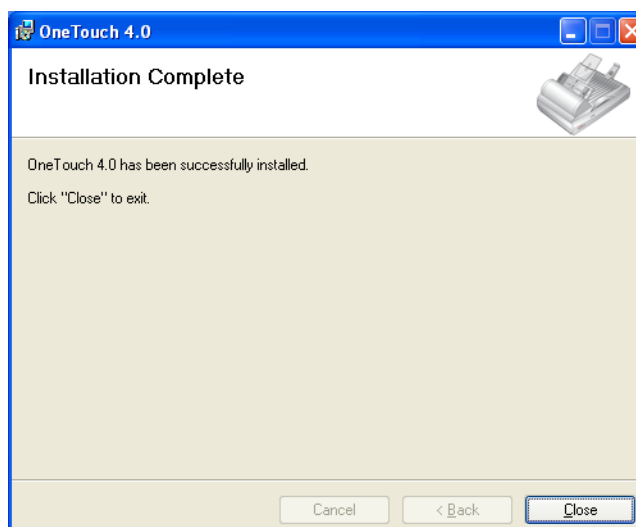 OneTouch 4.0
Installation Complete
OneTouch 4.0 has been successfully installed.
Click "Close" to exit.
Cancel
< Back
Close